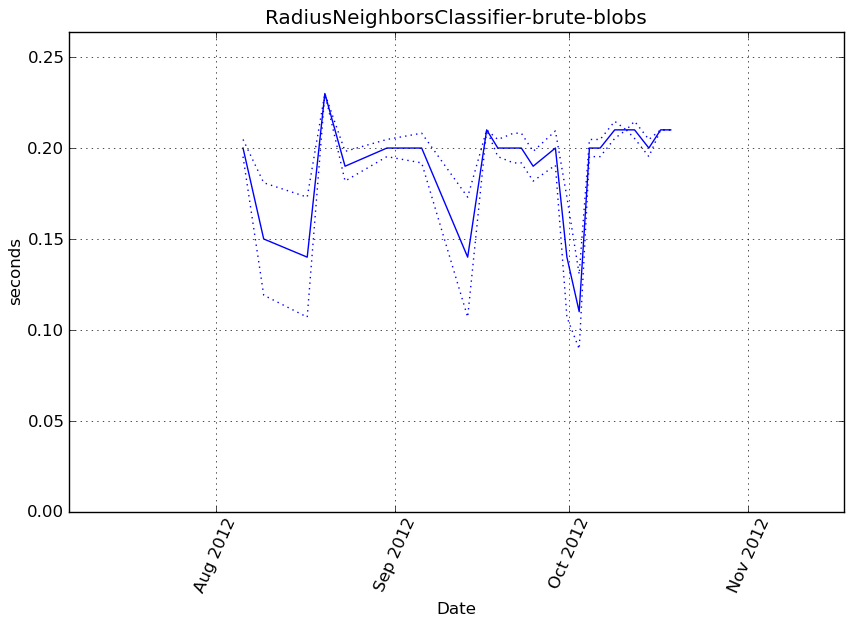 RadiusNeighborsClassifier-brute-blobs
0.25
0.20
0.15
0.10
0.05
0.00
seconds
Aug 2012
Sep 2012
Oct 2012
Nov 2012
Date